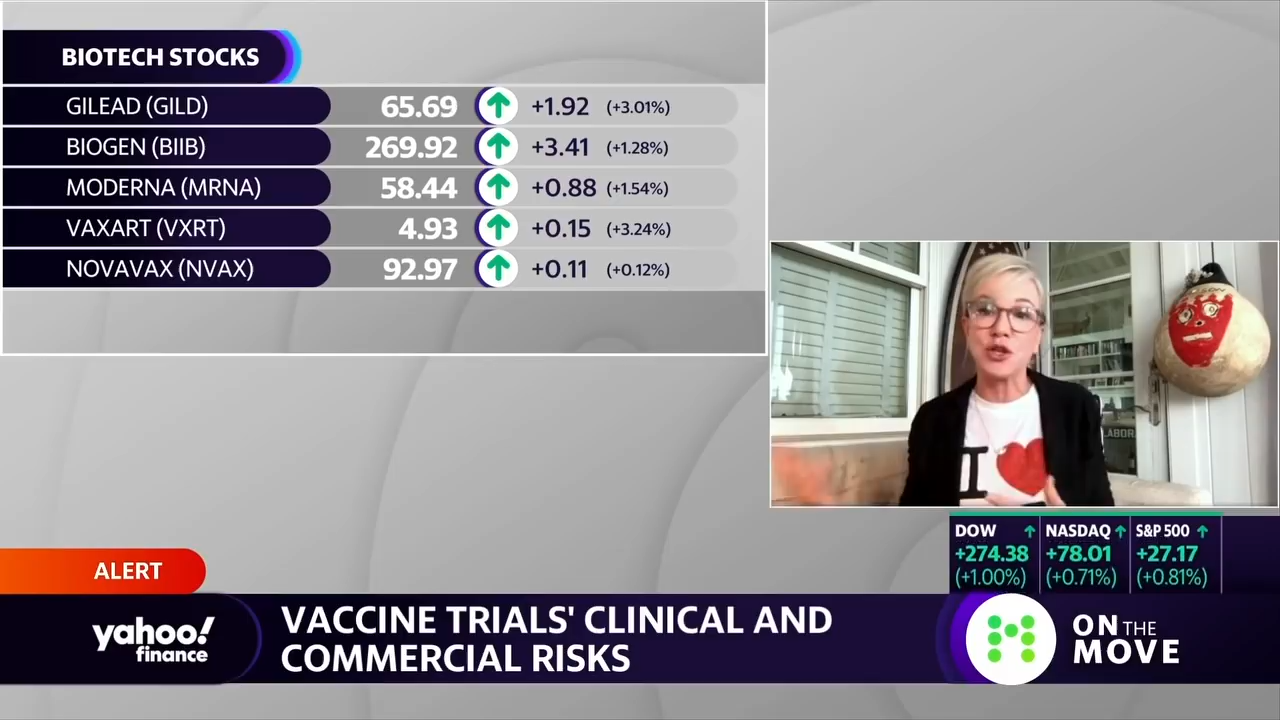 BIOTECH STOCKS
GILEAD (GILD) 65.69 +1.92 (+3.01%)
BIOGEN (BIIB) 269.92 +3.41 (+1.28%)
MODERNA (MRNA) 58.44 +0.88 (+1.54%)
VAXART (VXRT) 4.93 +0.15 (+3.24%)
NOVAVAX (NVAX) 92.97 +0.11 (+0.12%)
I
LABOR
DOW NASDAQ S&P 500
+274.38 +78.01 +27.17
(+1.00%) (+0.71%) (+0.81%)
ALERT
yahoo!
finance
VACCINE TRIALS' CLINICAL AND
COMMERCIAL RISKS
ON THE
MOVE